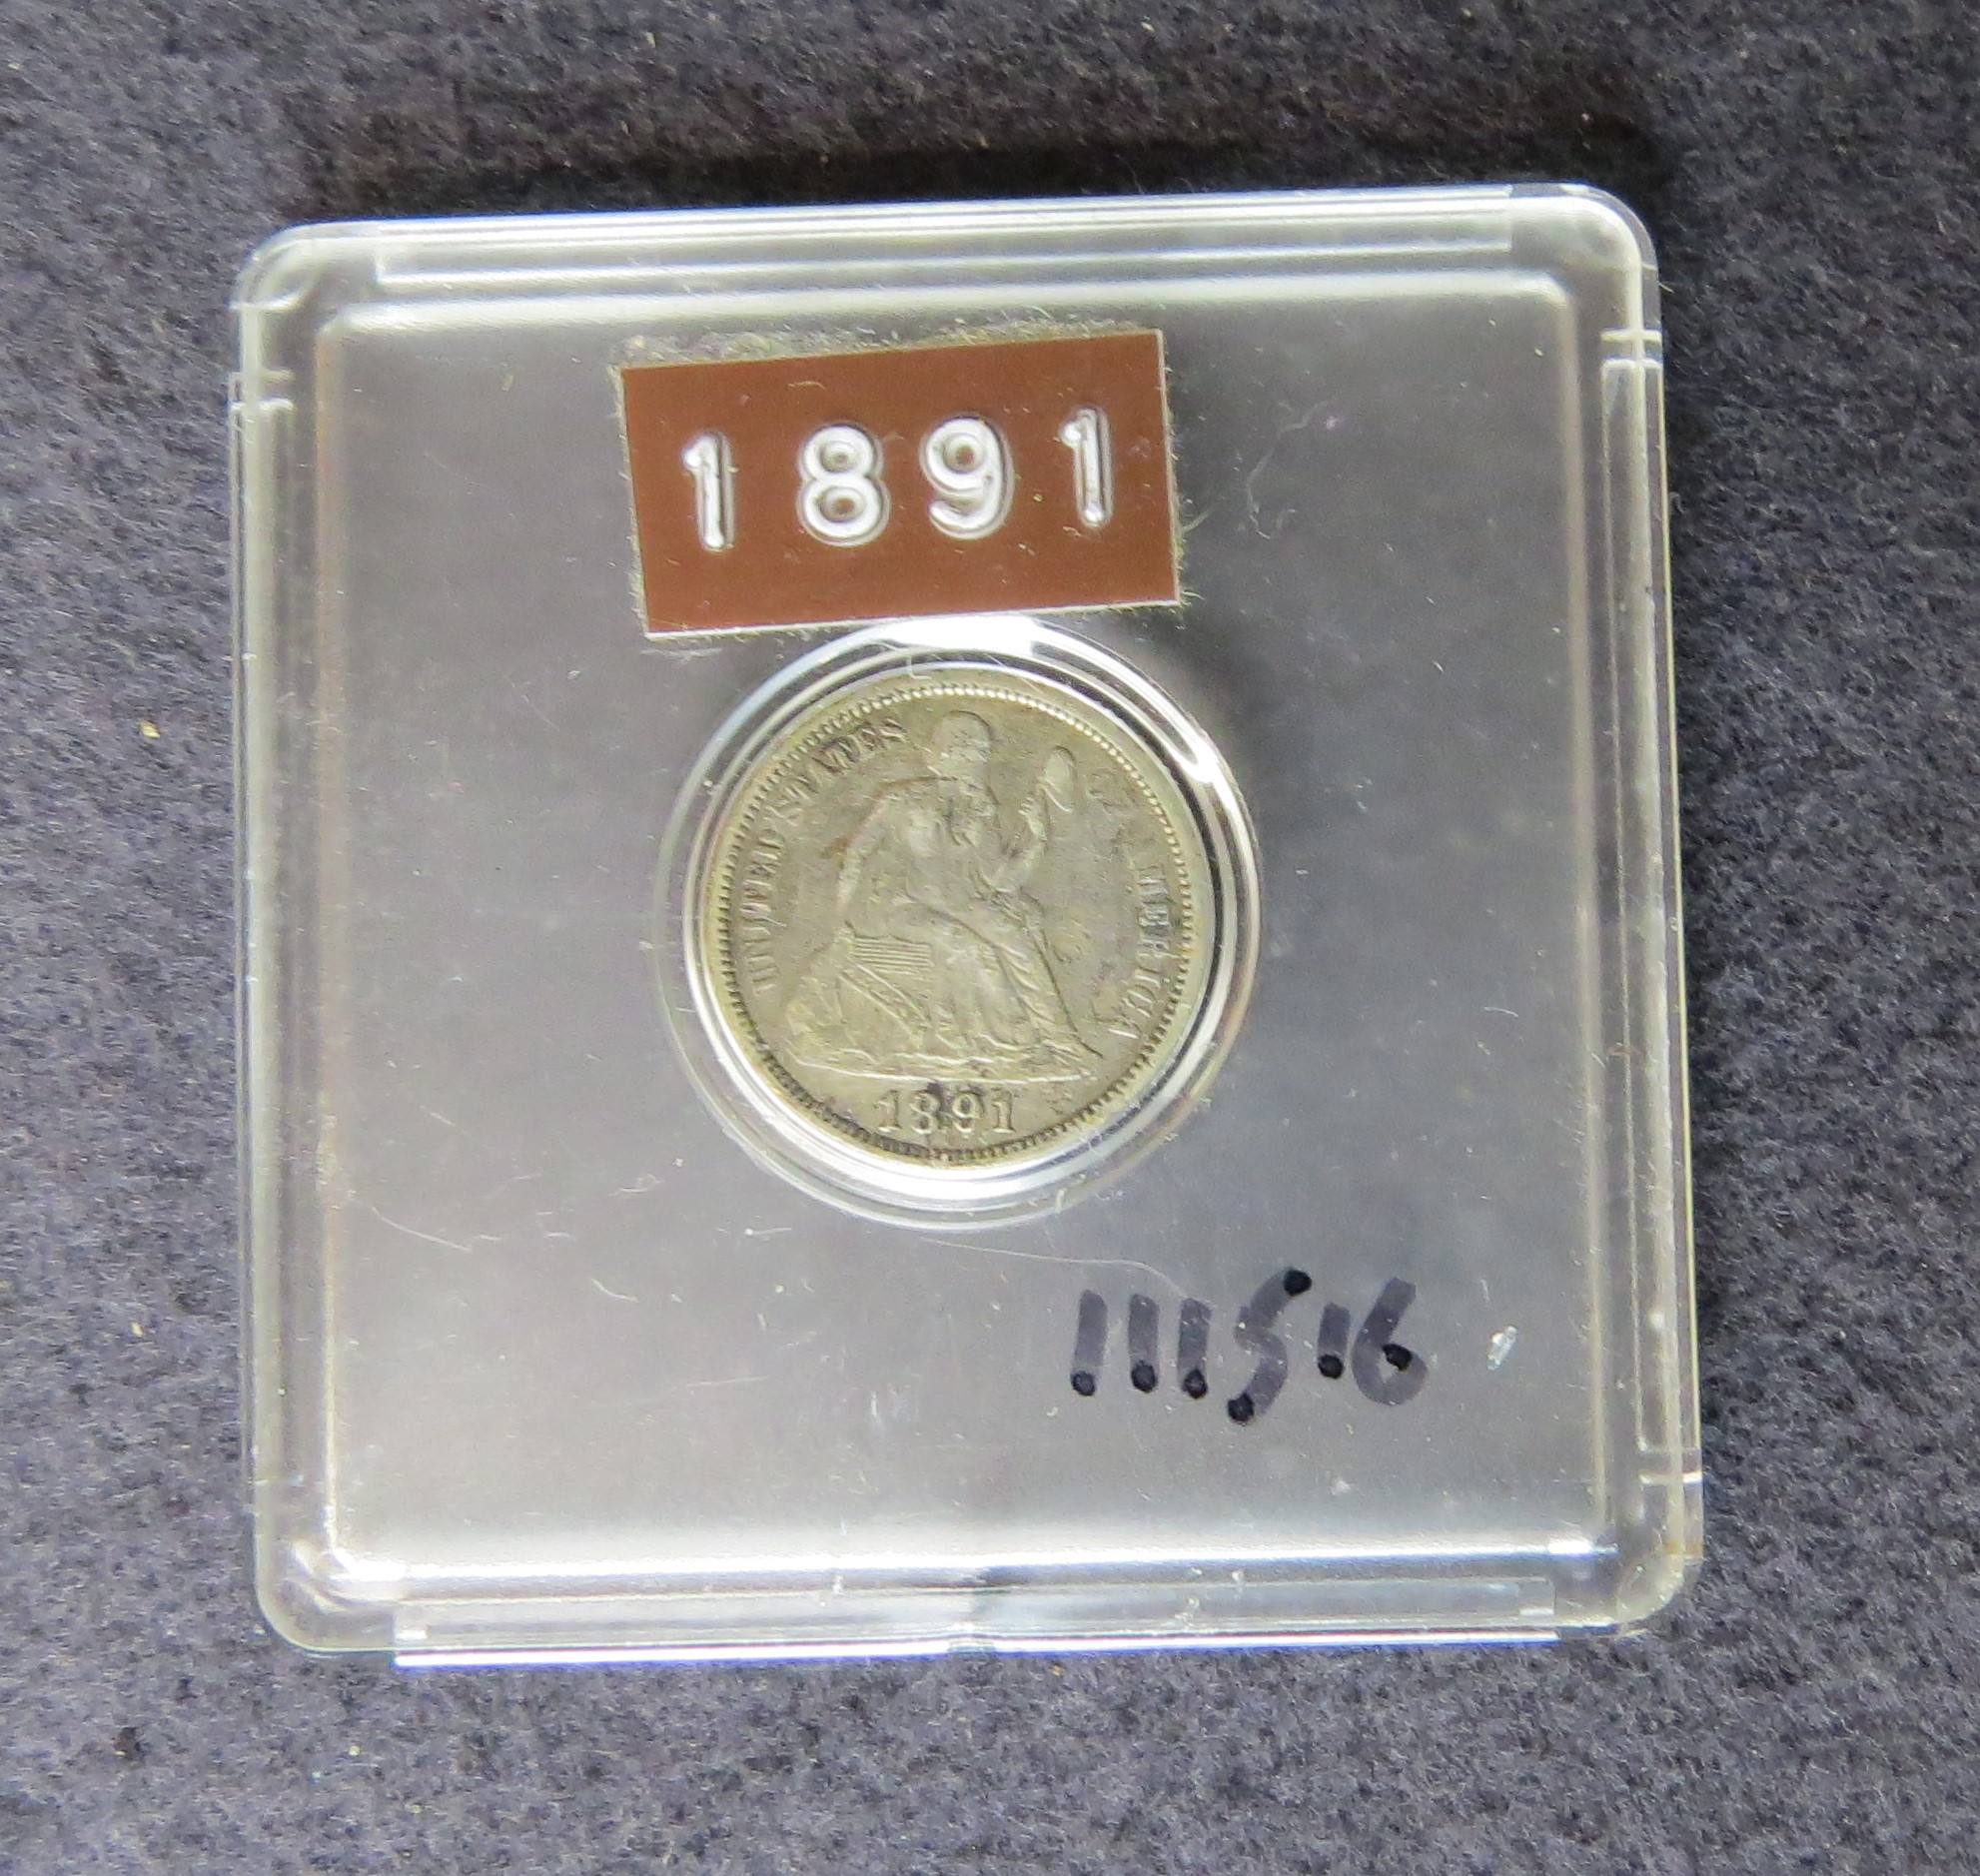 1891
UNITED STATES OF AMERICA
1891
111516